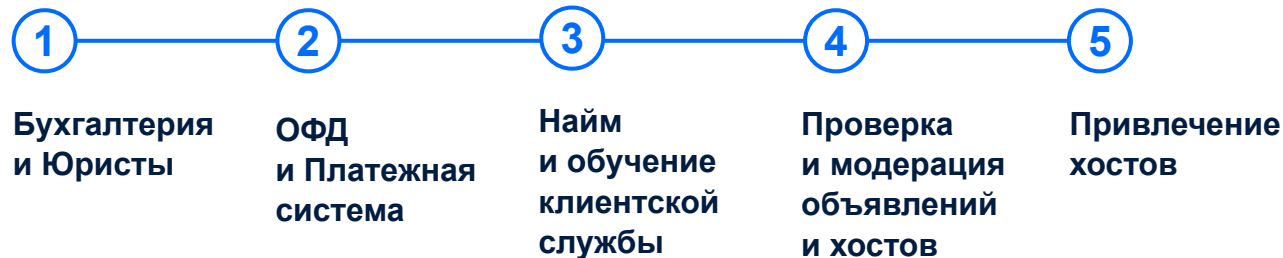 1
2
3
4
5
Бухгалтерия
и Юристы
ОФД
и Платежная
система
Найм
и обучение
клиентской
службы
Проверка
и модерация
объявлений
и хостов
Привлечение
хостов